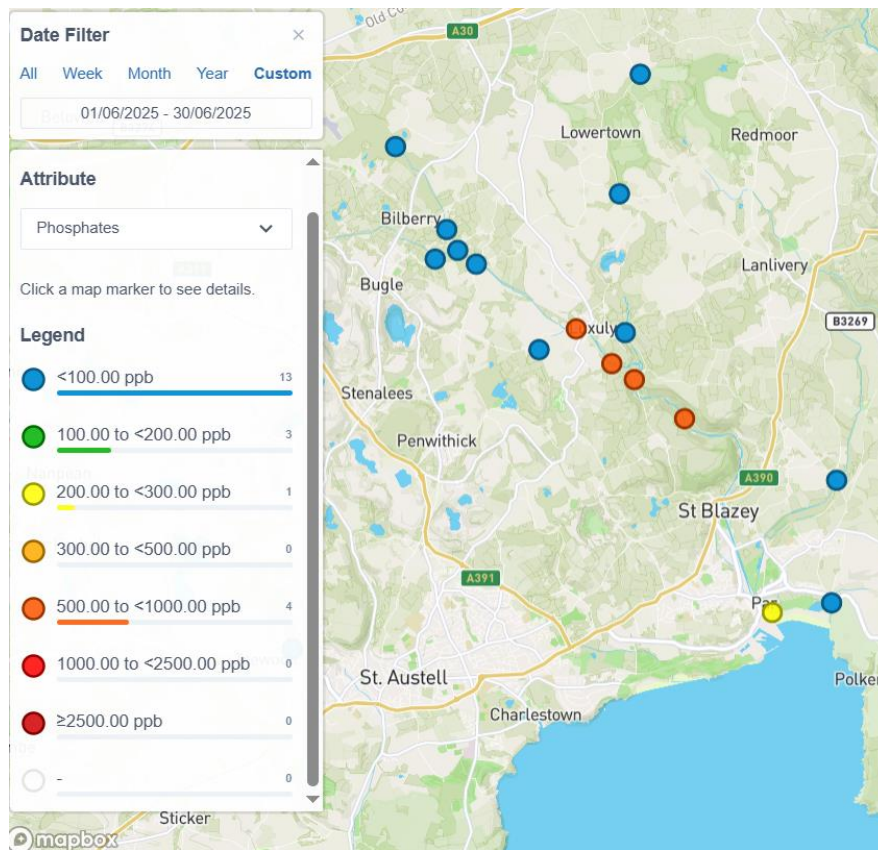 Date Filter ×
All Week Month Year Custom
01/06/2025 - 30/06/2025
Attribute
Phosphates
Click a map marker to see details.
Legend
<100.00 ppb 13
100.00 to <200.00 ppb 3
200.00 to <300.00 ppb 1
300.00 to <500.00 ppb 0
500.00 to <1000.00 ppb 4
1000.00 to <2500.00 ppb 0
≥2500.00 ppb 0
- 0
A30
Lowertown
Redmoor
Bilberry
Lanlivery
Bugle
xuly
B3269
Stenalees
Penwithick
A390
St Blazey
A391
Par
St. Austell
Polker
Charlestown
Sticker
mapbox